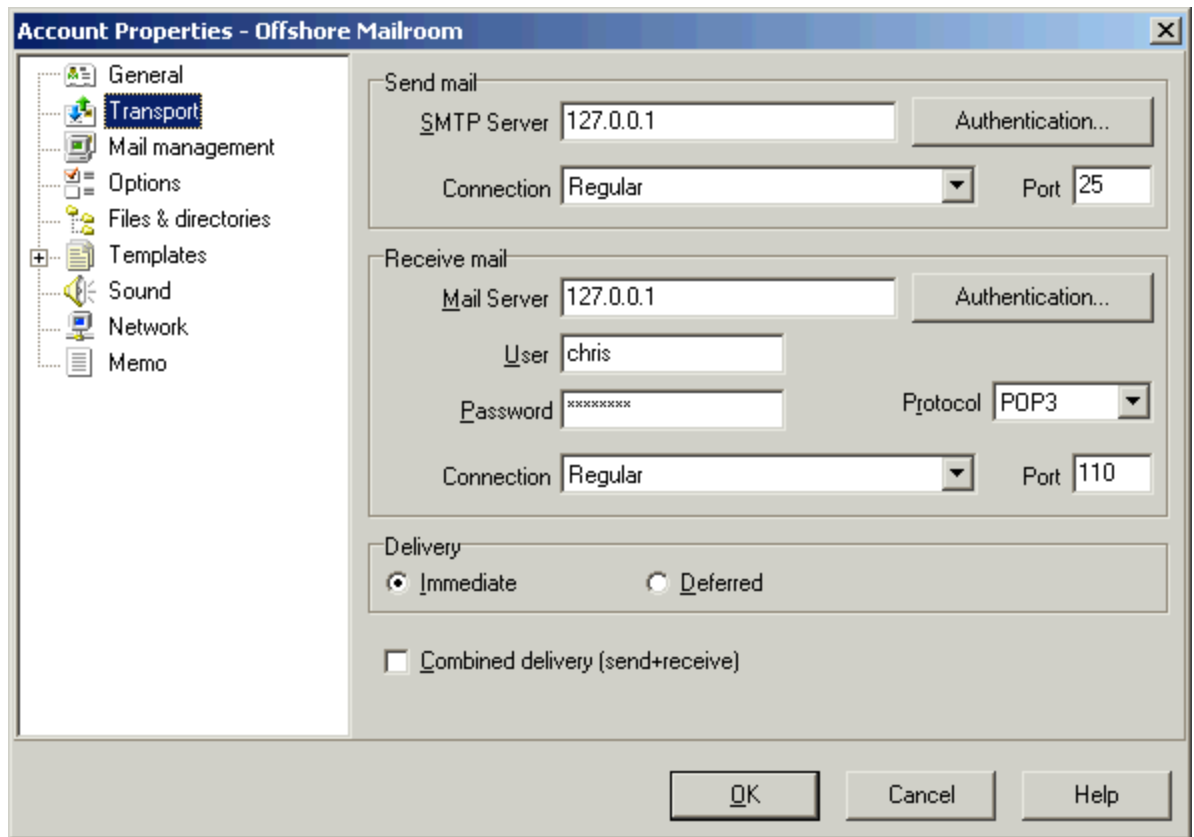 Account Properties - Offshore Mailroom
General
Transport
Mail management
Options
Files & directories
Templates
Sound
Network
Memo
Send mail
SMTP Server 127.0.0.1 Authentication...
Connection Regular Port 25
Receive mail
Mail Server 127.0.0.1 Authentication...
User chris
Password ******** Protocol POP3
Connection Regular Port 110
Delivery
Immediate Deferred
Combined delivery (send+receive)
OK Cancel Help